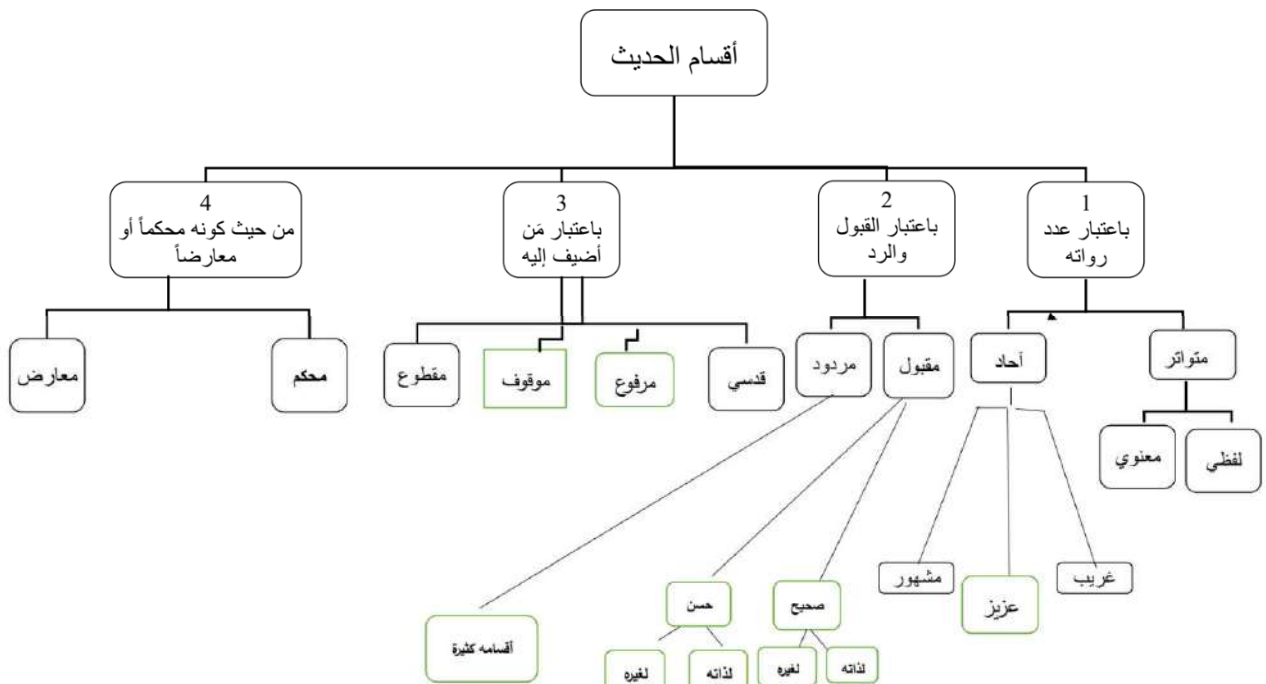 أقسام الحديث
1
باعتبار عدد
رواته
2
باعتبار القبول
والرد
3
باعتبار مَن
أضيف إليه
4
من حيث كونه محكماً أو
معارضاً
متواتر
آحاد
مقبول
مردود
قدسي
مرفوع
موقوف
مقطوع
محكم
معارض
لفظي
معنوي
غريب
عزيز
مشهور
صحيح
حسن
أقسامه كثيرة
لذاته
لغيره
لذاته
لغيره